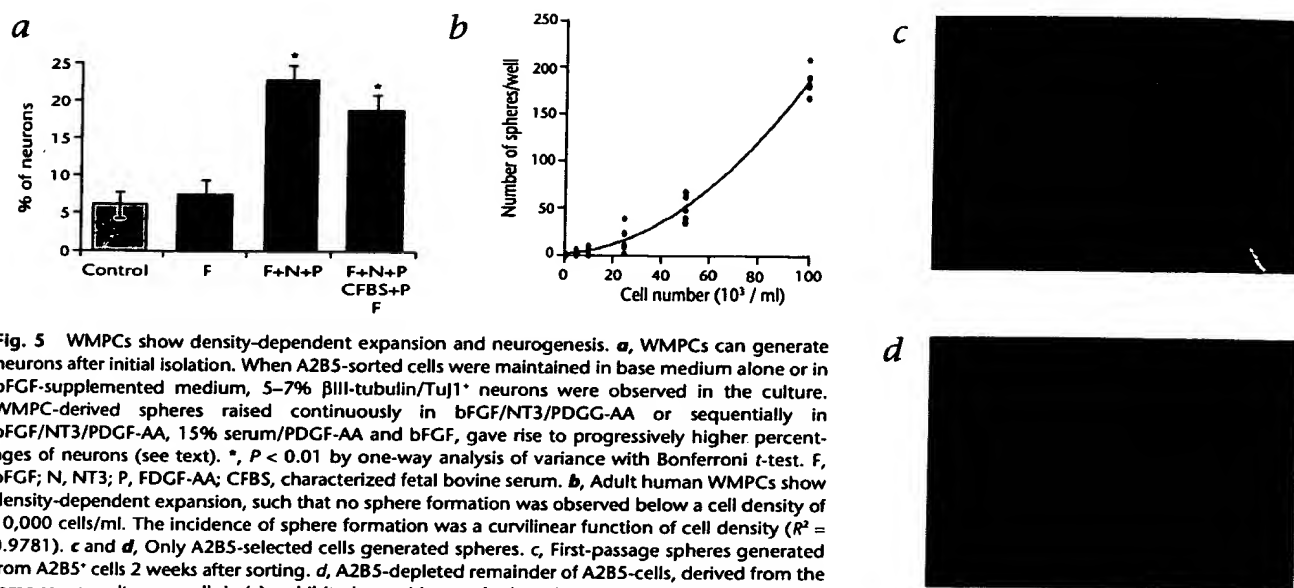 a
b
c
25
20
15
10
5
0
% of neurons
Control
F
F+N+P
F+N+P
CFBS+P
F
*
*
250
200
150
100
50
0
Number of spheres/well
0
20
40
60
80
100
Cell number (10³ / ml)
d
Fig. 5 WMPCs show density-dependent expansion and neurogenesis. a, WMPCs can generate
neurons after initial isolation. When A2B5-sorted cells were maintained in base medium alone or in
bFGF-supplemented medium, 5–7% βIII-tubulin/TuJ1⁺ neurons were observed in the culture.
WMPC-derived spheres raised continuously in bFGF/NT3/PDGG-AA or sequentially in
bFGF/NT3/PDGF-AA, 15% serum/PDGF-AA and bFGF, gave rise to progressively higher percent-
ages of neurons (see text). *, P < 0.01 by one-way analysis of variance with Bonferroni t-test. F,
bFGF; N, NT3; P, FDGF-AA; CFBS, characterized fetal bovine serum. b, Adult human WMPCs show
density-dependent expansion, such that no sphere formation was observed below a cell density of
10,000 cells/ml. The incidence of sphere formation was a curvilinear function of cell density (R² =
0.9781). c and d, Only A2B5-selected cells generated spheres. c, First-passage spheres generated
from A2B5⁺ cells 2 weeks after sorting. d, A2B5-depleted remainder of A2B5-cells, derived from the